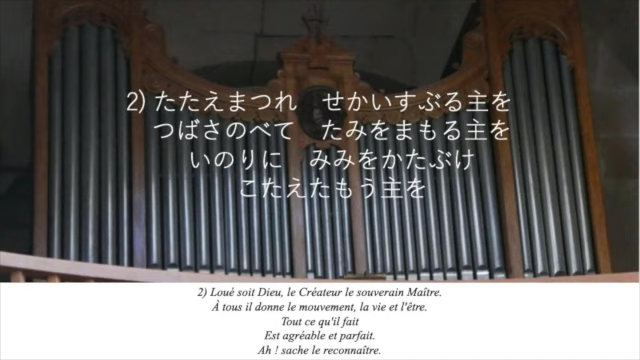 2) たたえまつれ　せかいすぶる主を
つばさのべて　たみをまもる主を
いのりに　みみをかたぶけ
こたえたもう主を
2) Loué soit Dieu, le Créateur le souverain Maître.
À tous il donne le mouvement, la vie et l'être.
Tout ce qu'il fait
Est agréable et parfait.
Ah ! sache le reconnaître.